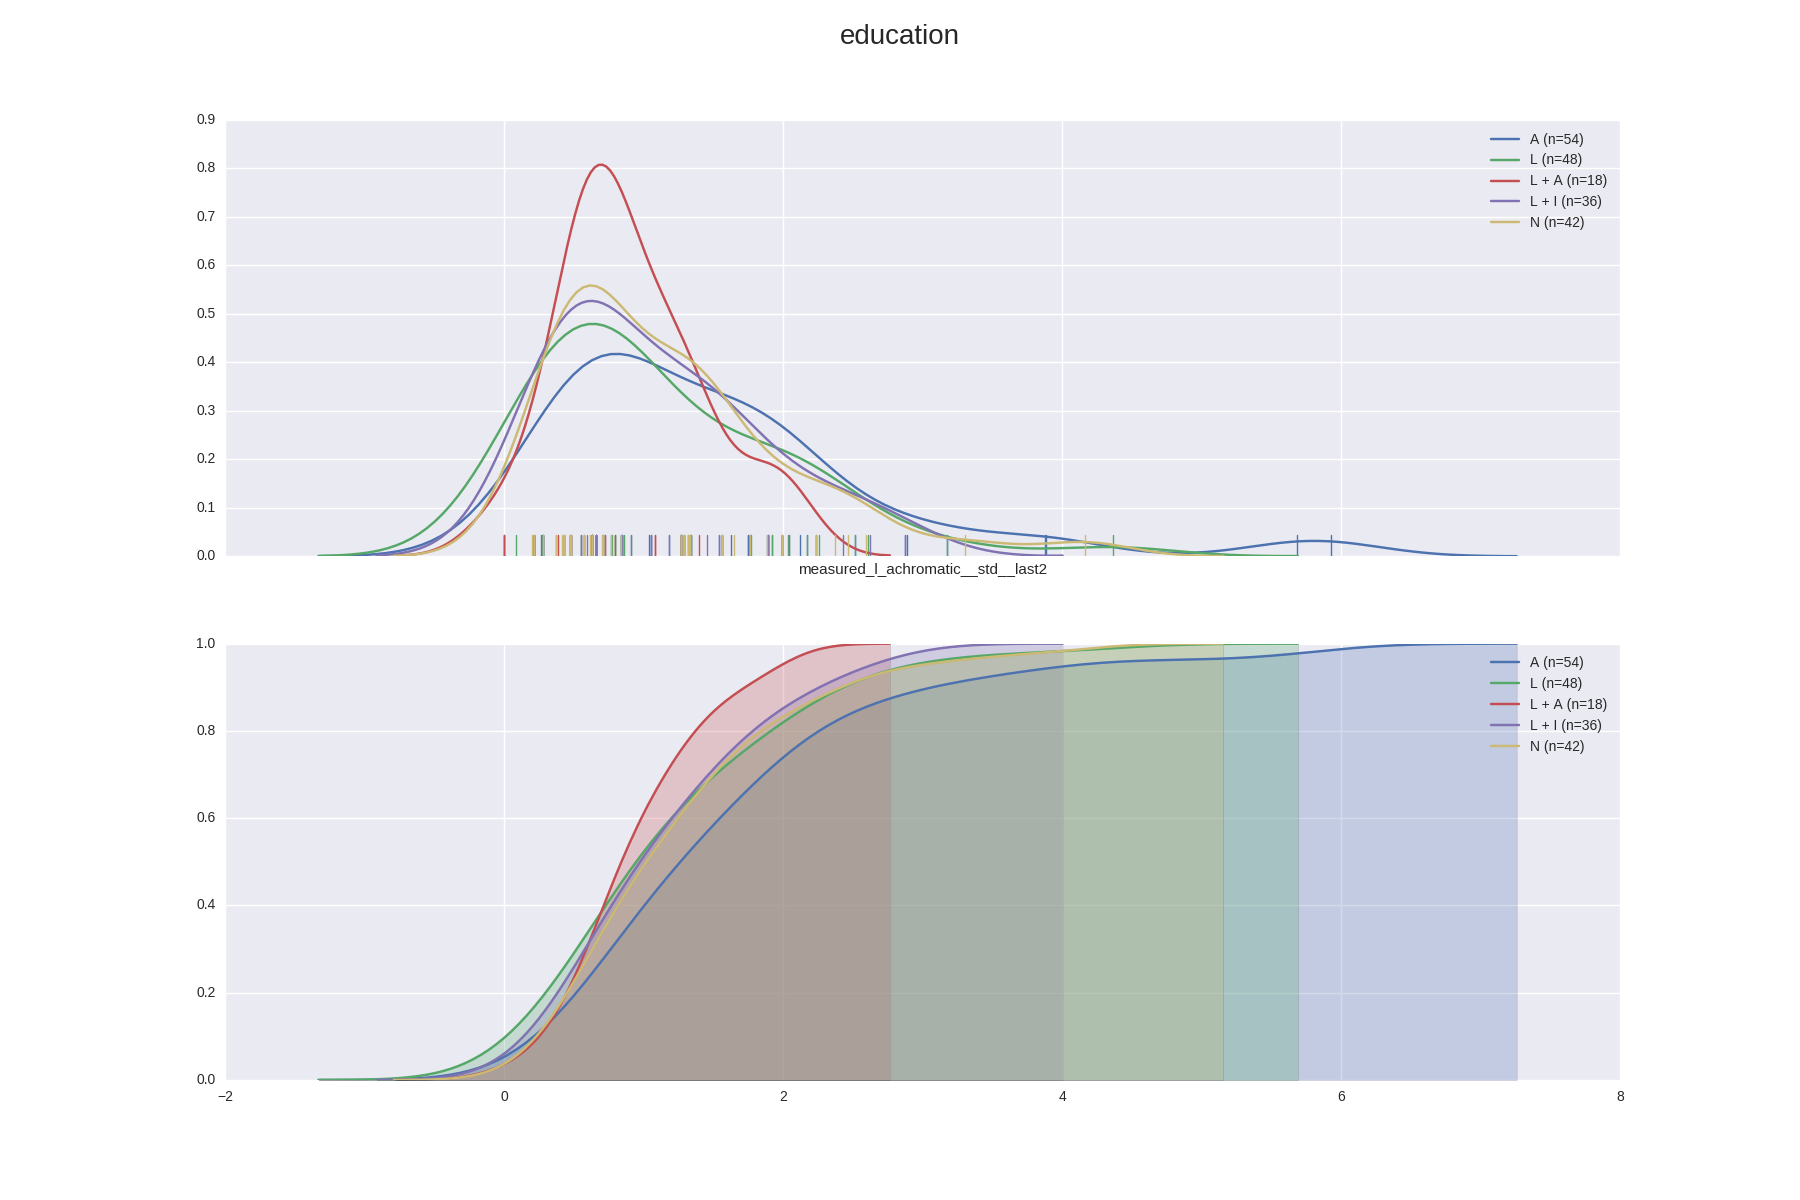 education
0.9
0.8
0.7
0.6
0.5
0.4
0.3
0.2
0.1
0.0
A (n=54)
L (n=48)
L + A (n=18)
L + I (n=36)
N (n=42)
measured_l_achromatic__std__last2
1.0
0.8
0.6
0.4
0.2
0.0
A (n=54)
L (n=48)
L + A (n=18)
L + I (n=36)
N (n=42)
−2
0
2
4
6
8